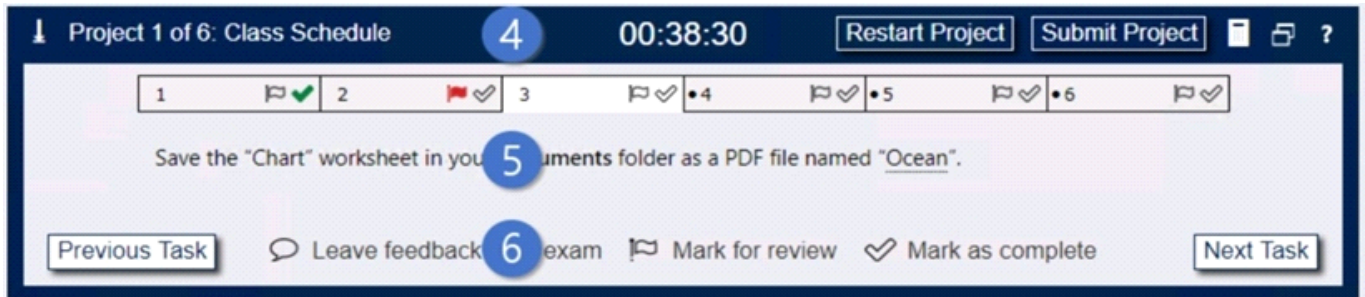 Project 1 of 6: Class Schedule 4 00:38:30 Restart Project Submit Project ?
1 2 3 •4 •5 •6
Save the “Chart” worksheet in you 5 uments folder as a PDF file named “Ocean”.
Previous Task Leave feedback 6 exam Mark for review Mark as complete Next Task